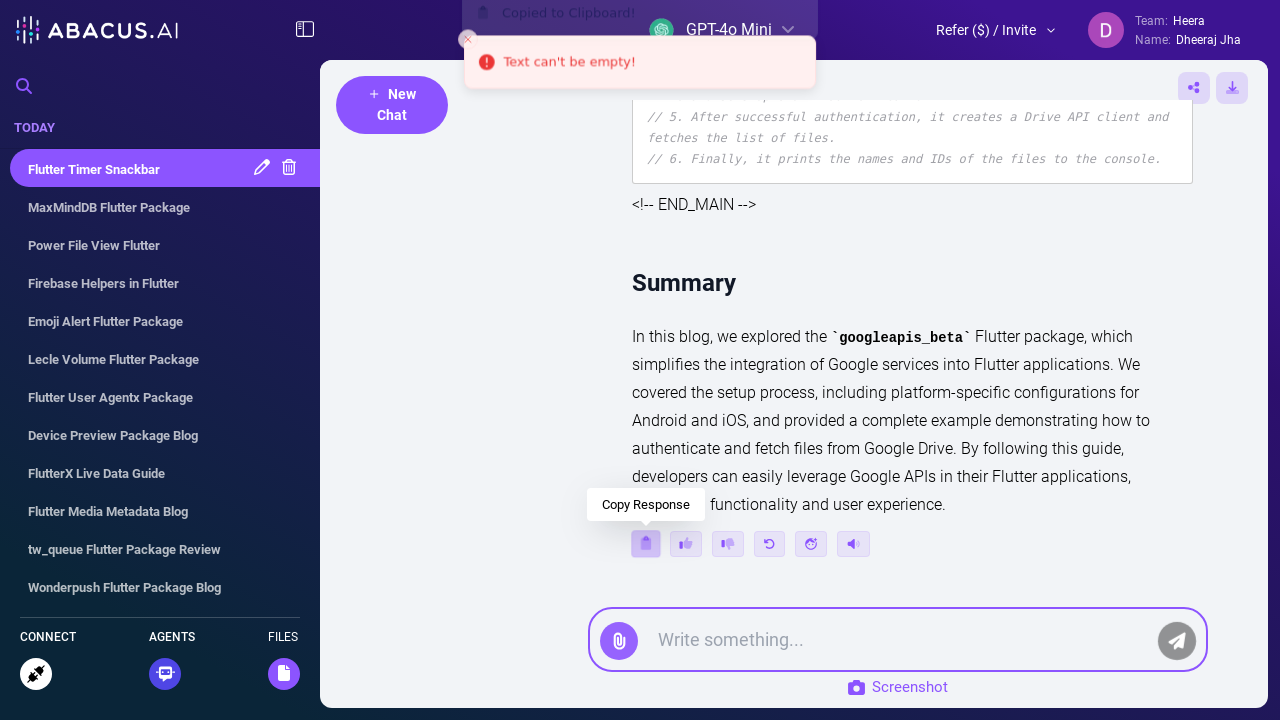 ABACUS.AI
Copied to Clipboard!
GPT-4o Mini
Refer ($) / Invite
D
Team: Heera
Name: Dheeraj Jha
Text can't be empty!
TODAY
Flutter Timer Snackbar
MaxMindDB Flutter Package
Power File View Flutter
Firebase Helpers in Flutter
Emoji Alert Flutter Package
Lecle Volume Flutter Package
Flutter User Agentx Package
Device Preview Package Blog
FlutterX Live Data Guide
Flutter Media Metadata Blog
tw_queue Flutter Package Review
Wonderpush Flutter Package Blog
CONNECT
AGENTS
FILES
+ New
Chat
// 5. After successful authentication, it creates a Drive API client and
fetches the list of files.
// 6. Finally, it prints the names and IDs of the files to the console.
<!-- END_MAIN -->
Summary
In this blog, we explored the `googleapis_beta` Flutter package, which
simplifies the integration of Google services into Flutter applications. We
covered the setup process, including platform-specific configurations for
Android and iOS, and provided a complete example demonstrating how to
authenticate and fetch files from Google Drive. By following this guide,
developers can easily leverage Google APIs in their Flutter applications,
functionality and user experience.
Copy Response
Write something...
Screenshot